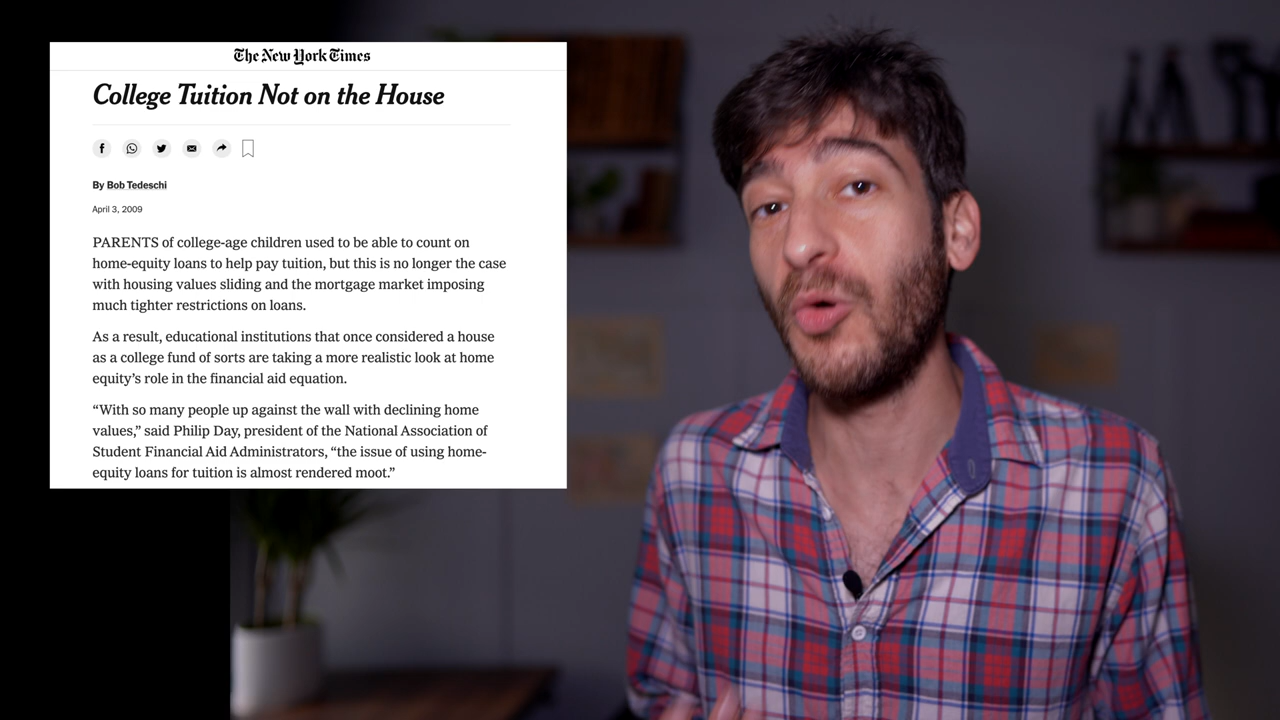 The New York Times
College Tuition Not on the House
By Bob Tedeschi
April 3, 2009
PARENTS of college-age children used to be able to count on
home-equity loans to help pay tuition, but this is no longer the case
with housing values sliding and the mortgage market imposing
much tighter restrictions on loans.
As a result, educational institutions that once considered a house
as a college fund of sorts are taking a more realistic look at home
equity’s role in the financial aid equation.
“With so many people up against the wall with declining home
values,” said Philip Day, president of the National Association of
Student Financial Aid Administrators, “the issue of using home-
equity loans for tuition is almost rendered moot.”